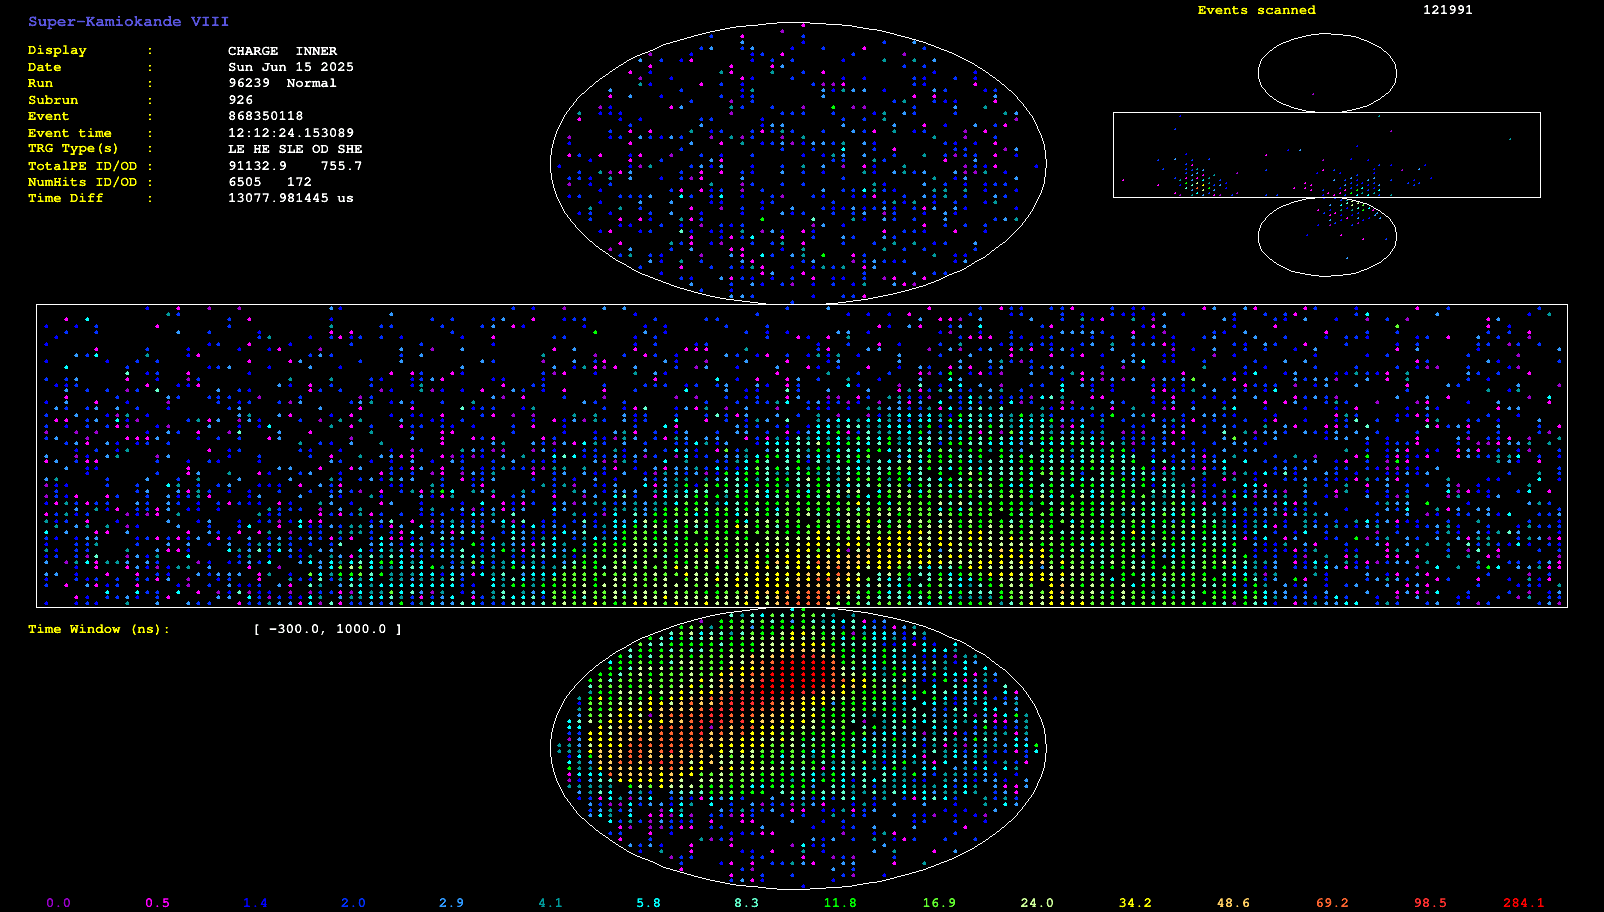 Super-Kamiokande VIII
Events scanned 121991
Display : CHARGE INNER
Date : Sun Jun 15 2025
Run : 96239 Normal
Subrun : 926
Event : 868350118
Event time : 12:12:24.153089
TRG Type(s) : LE HE SLE OD SHE
TotalPE ID/OD : 91132.9 755.7
NumHits ID/OD : 6505 172
Time Diff : 13077.981445 us
Time Window (ns): [ -300.0, 1000.0 ]
0.0 0.5 1.4 2.0 2.9 4.1 5.8 8.3 11.8 16.9 24.0 34.2 48.6 69.2 98.5 284.1